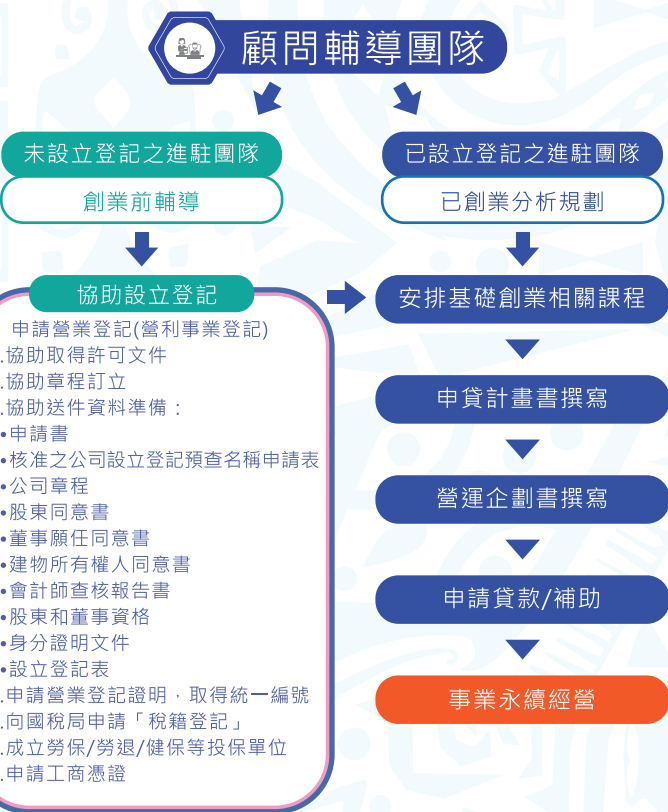 顧問輔導團隊
未設立登記之進駐團隊
創業前輔導
協助設立登記
申請營業登記(營利事業登記)
.協助取得許可文件
.協助章程訂立
.協助送件資料準備：
•申請書
•核准之公司設立登記預查名稱申請表
•公司章程
•股東同意書
•董事願任同意書
•建物所有權人同意書
•會計師查核報告書
•股東和董事資格
•身分證明文件
•設立登記表
.申請營業登記證明，取得統一編號
.向國稅局申請「稅籍登記」
.成立勞保/勞退/健保等投保單位
.申請工商憑證
已設立登記之進駐團隊
已創業分析規劃
安排基礎創業相關課程
申貸計畫書撰寫
營運企劃書撰寫
申請貸款/補助
事業永續經營